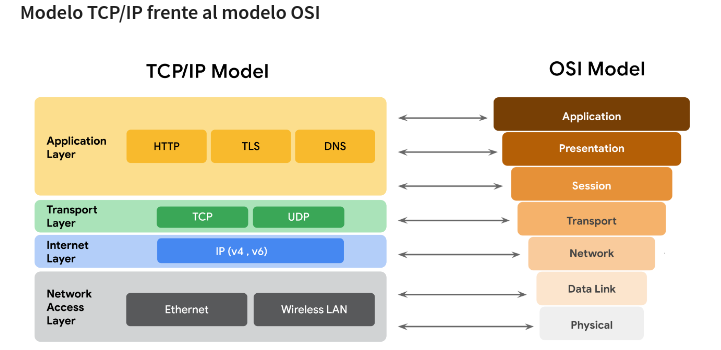 Modelo TCP/IP frente al modelo OSI
TCP/IP Model
OSI Model
Application
Layer
HTTP
TLS
DNS
Transport
Layer
TCP
UDP
Internet
Layer
IP (v4 , v6)
Network
Access
Layer
Ethernet
Wireless LAN
Application
Presentation
Session
Transport
Network
Data Link
Physical